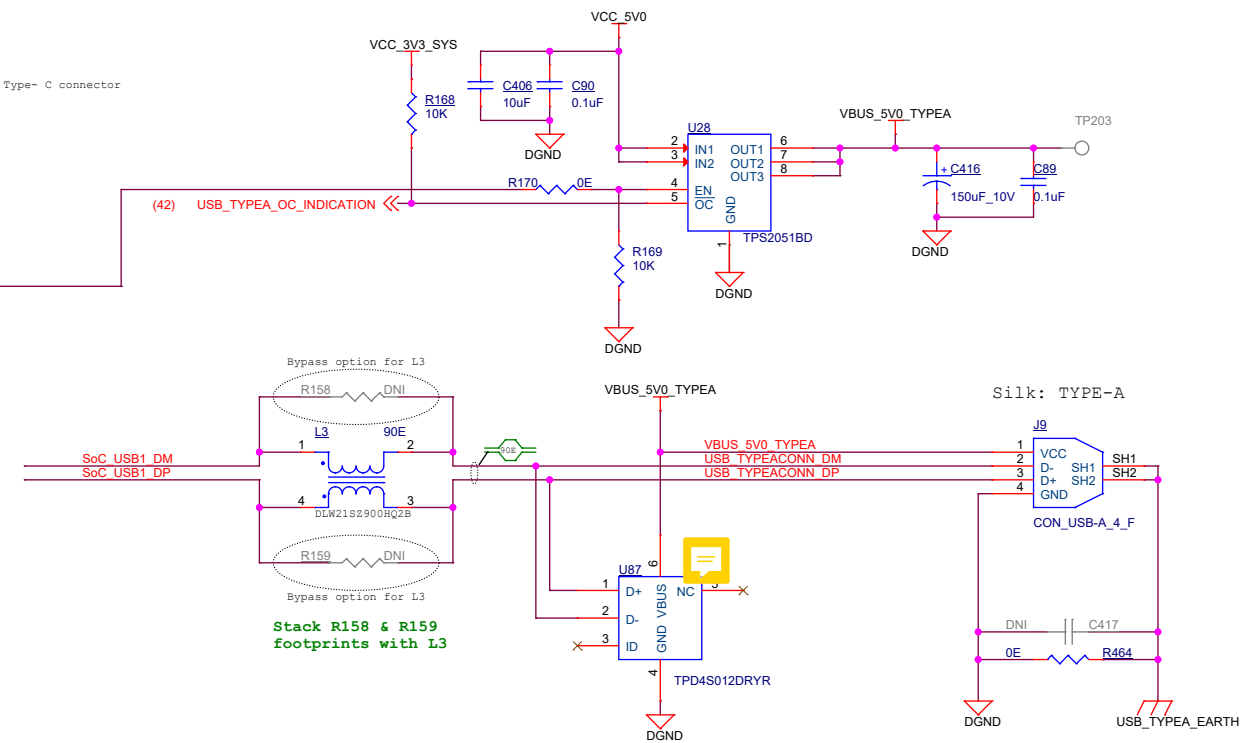 VCC_5V0
VCC_3V3_SYS
Type- C connector
C406
10uF
C90
0.1uF
R168
10K
DGND
U28
VBUS_5V0_TYPEA
TP203
2 IN1 OUT1 6
3 IN2 OUT2 7
OUT3 8
4 EN
5 OC
GND
1
TPS2051BD
R170 0E
(42) USB_TYPEA_OC_INDICATION
C416
+
150uF_10V
C89
0.1uF
DGND
R169
10K
DGND
DGND
Bypass option for L3
R158 DNI
L3 90E
1 2
4 3
DLW21SZ900HQ2B
SoC_USB1_DM
SoC_USB1_DP
90E
R159 DNI
Bypass option for L3
Stack R158 & R159
footprints with L3
VBUS_5V0_TYPEA
VBUS_5V0_TYPEA
USB_TYPEACONN_DM
USB_TYPEACONN_DP
Silk: TYPE-A
J9
1 VCC
2 D- SH1 SH1
3 D+ SH2 SH2
4 GND
CON_USB-A_4_F
U87
6
1 D+ VBUS NC
2 D-
3 ID GND
4
TPD4S012DRYR
DGND
DNI C417
0E R464
DGND
USB_TYPEA_EARTH